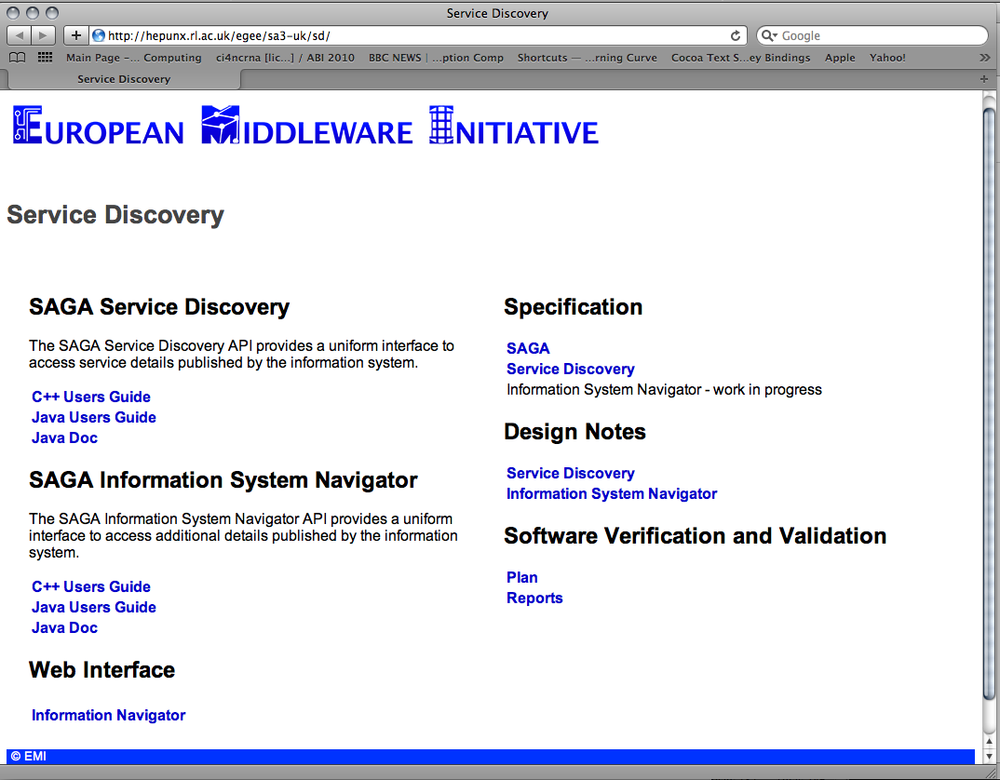 Service Discovery
http://hepunx.rl.ac.uk/egee/sa3-uk/sd/
Google
Main Page –... Computing
ci4ncrna [lic...] / ABI 2010
BBC NEWS | ...ption Comp
Shortcuts — ...rning Curve
Cocoa Text S...ey Bindings
Apple
Yahoo!
Service Discovery
EUROPEAN MIDDLEWARE INITIATIVE
Service Discovery
SAGA Service Discovery
The SAGA Service Discovery API provides a uniform interface to
access service details published by the information system.
C++ Users Guide
Java Users Guide
Java Doc
SAGA Information System Navigator
The SAGA Information System Navigator API provides a uniform
interface to access additional details published by the information
system.
C++ Users Guide
Java Users Guide
Java Doc
Web Interface
Information Navigator
Specification
SAGA
Service Discovery
Information System Navigator - work in progress
Design Notes
Service Discovery
Information System Navigator
Software Verification and Validation
Plan
Reports
© EMI